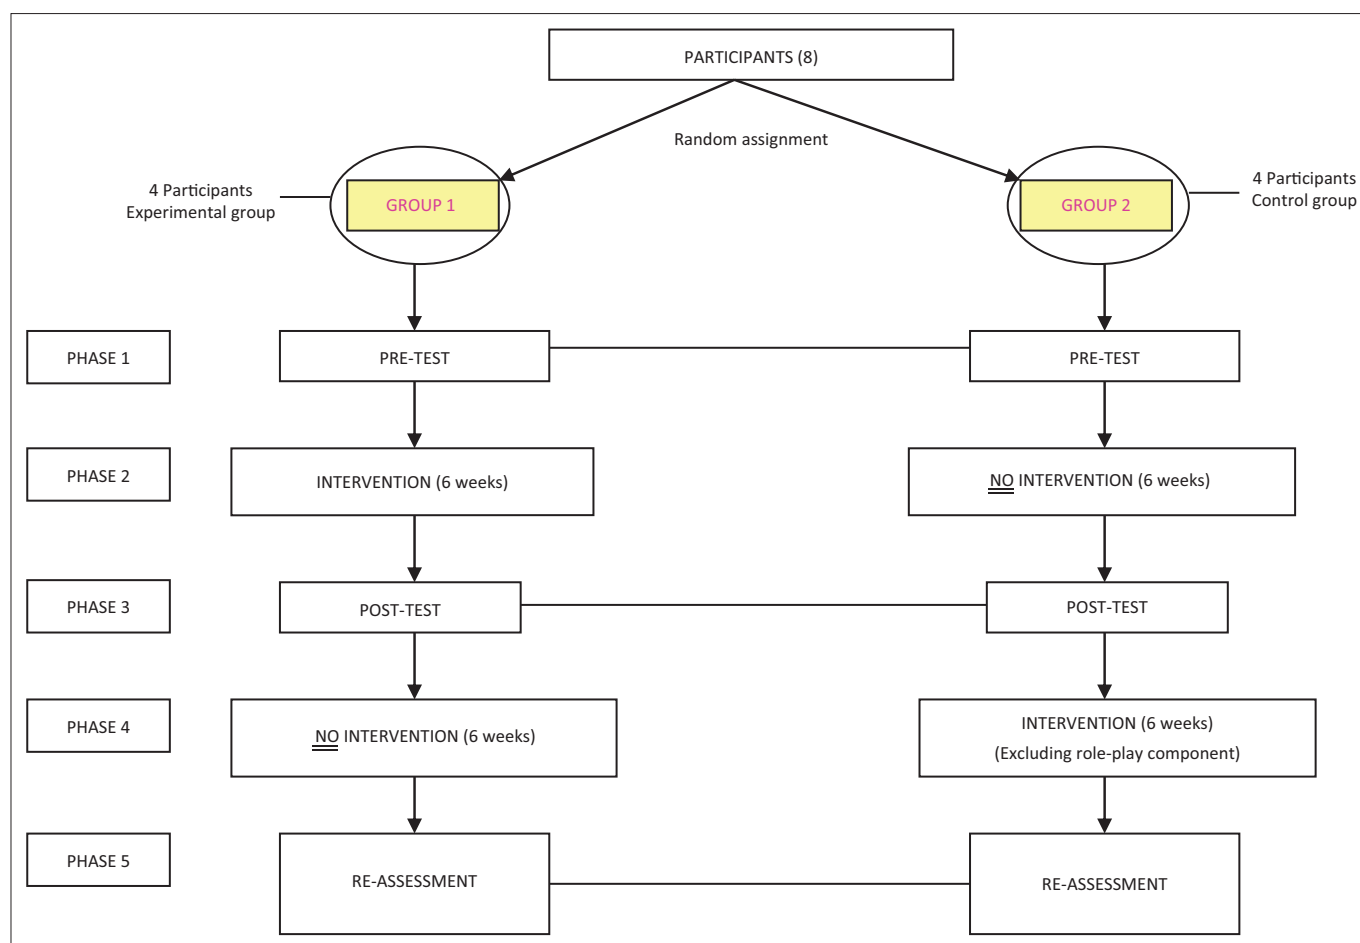 PARTICIPANTS (8)
Random assignment
4 Participants
Experimental group
GROUP 1
GROUP 2
4 Participants
Control group
PHASE 1
PRE-TEST
PRE-TEST
PHASE 2
INTERVENTION (6 weeks)
NO INTERVENTION (6 weeks)
PHASE 3
POST-TEST
POST-TEST
PHASE 4
NO INTERVENTION (6 weeks)
INTERVENTION (6 weeks)
(Excluding role-play component)
PHASE 5
RE-ASSESSMENT
RE-ASSESSMENT